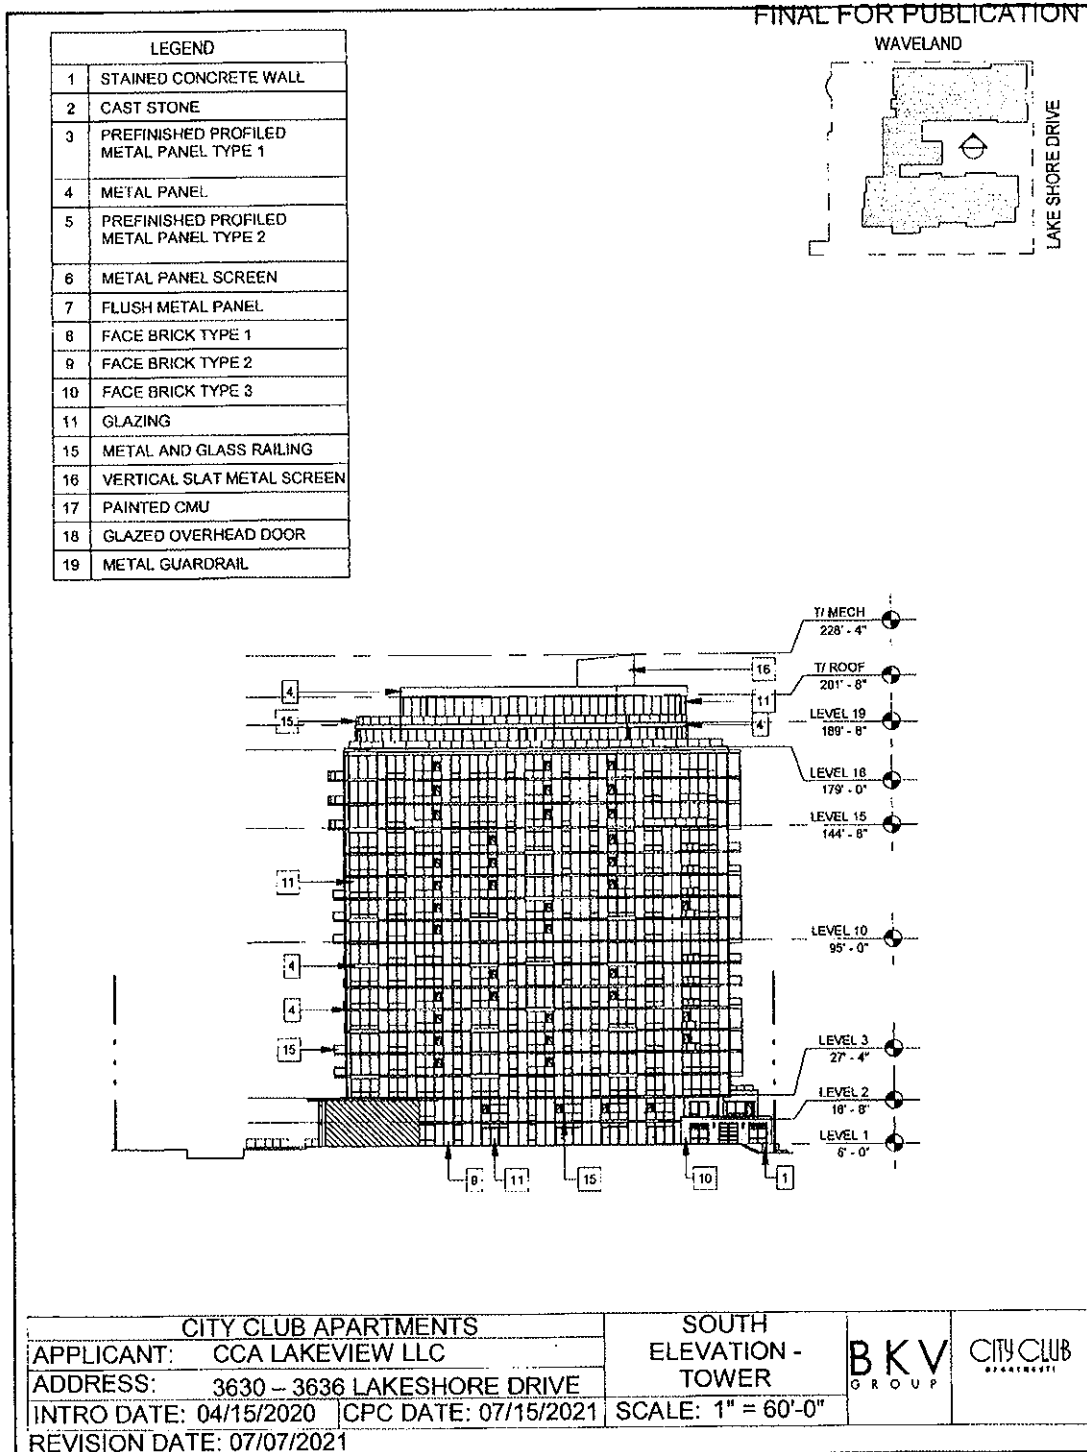 FINAL FOR PUBLICATION
LEGEND
1 STAINED CONCRETE WALL
2 CAST STONE
3 PREFINISHED PROFILED
METAL PANEL TYPE 1
4 METAL PANEL
5 PREFINISHED PROFILED
METAL PANEL TYPE 2
6 METAL PANEL SCREEN
7 FLUSH METAL PANEL
8 FACE BRICK TYPE 1
9 FACE BRICK TYPE 2
10 FACE BRICK TYPE 3
11 GLAZING
15 METAL AND GLASS RAILING
16 VERTICAL SLAT METAL SCREEN
17 PAINTED CMU
18 GLAZED OVERHEAD DOOR
19 METAL GUARDRAIL
WAVELAND
LAKE SHORE DRIVE
T/ MECH
228' - 4"
16
T/ ROOF
201' - 8"
4
11
15
4
LEVEL 19
189' - 8"
LEVEL 18
179' - 0"
LEVEL 15
144' - 8"
11
LEVEL 10
95' - 0"
4
4
15
LEVEL 3
27' - 4"
LEVEL 2
16' - 8"
LEVEL 1
6' - 0"
11
15
10
1
CITY CLUB APARTMENTS
APPLICANT: CCA LAKEVIEW LLC
ADDRESS: 3630 – 3636 LAKESHORE DRIVE
INTRO DATE: 04/15/2020 CPC DATE: 07/15/2021
REVISION DATE: 07/07/2021
SOUTH
ELEVATION -
TOWER
SCALE: 1" = 60'-0"
BKV
GROUP
CITY CLUB
APARTMENTS